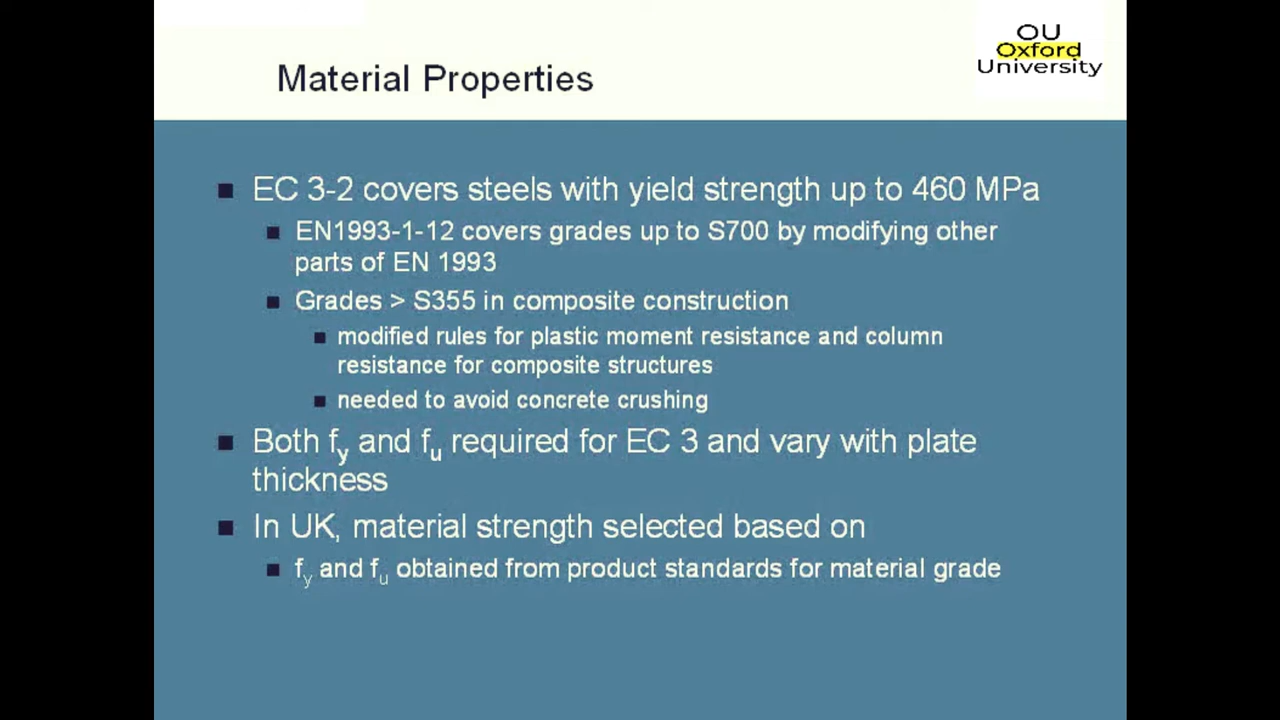 Material Properties
OU
Oxford
University
EC 3-2 covers steels with yield strength up to 460 MPa
EN1993-1-12 covers grades up to S700 by modifying other
parts of EN 1993
Grades > S355 in composite construction
modified rules for plastic moment resistance and column
resistance for composite structures
needed to avoid concrete crushing
Both fy and fu required for EC 3 and vary with plate
thickness
In UK, material strength selected based on
fy and fu obtained from product standards for material grade